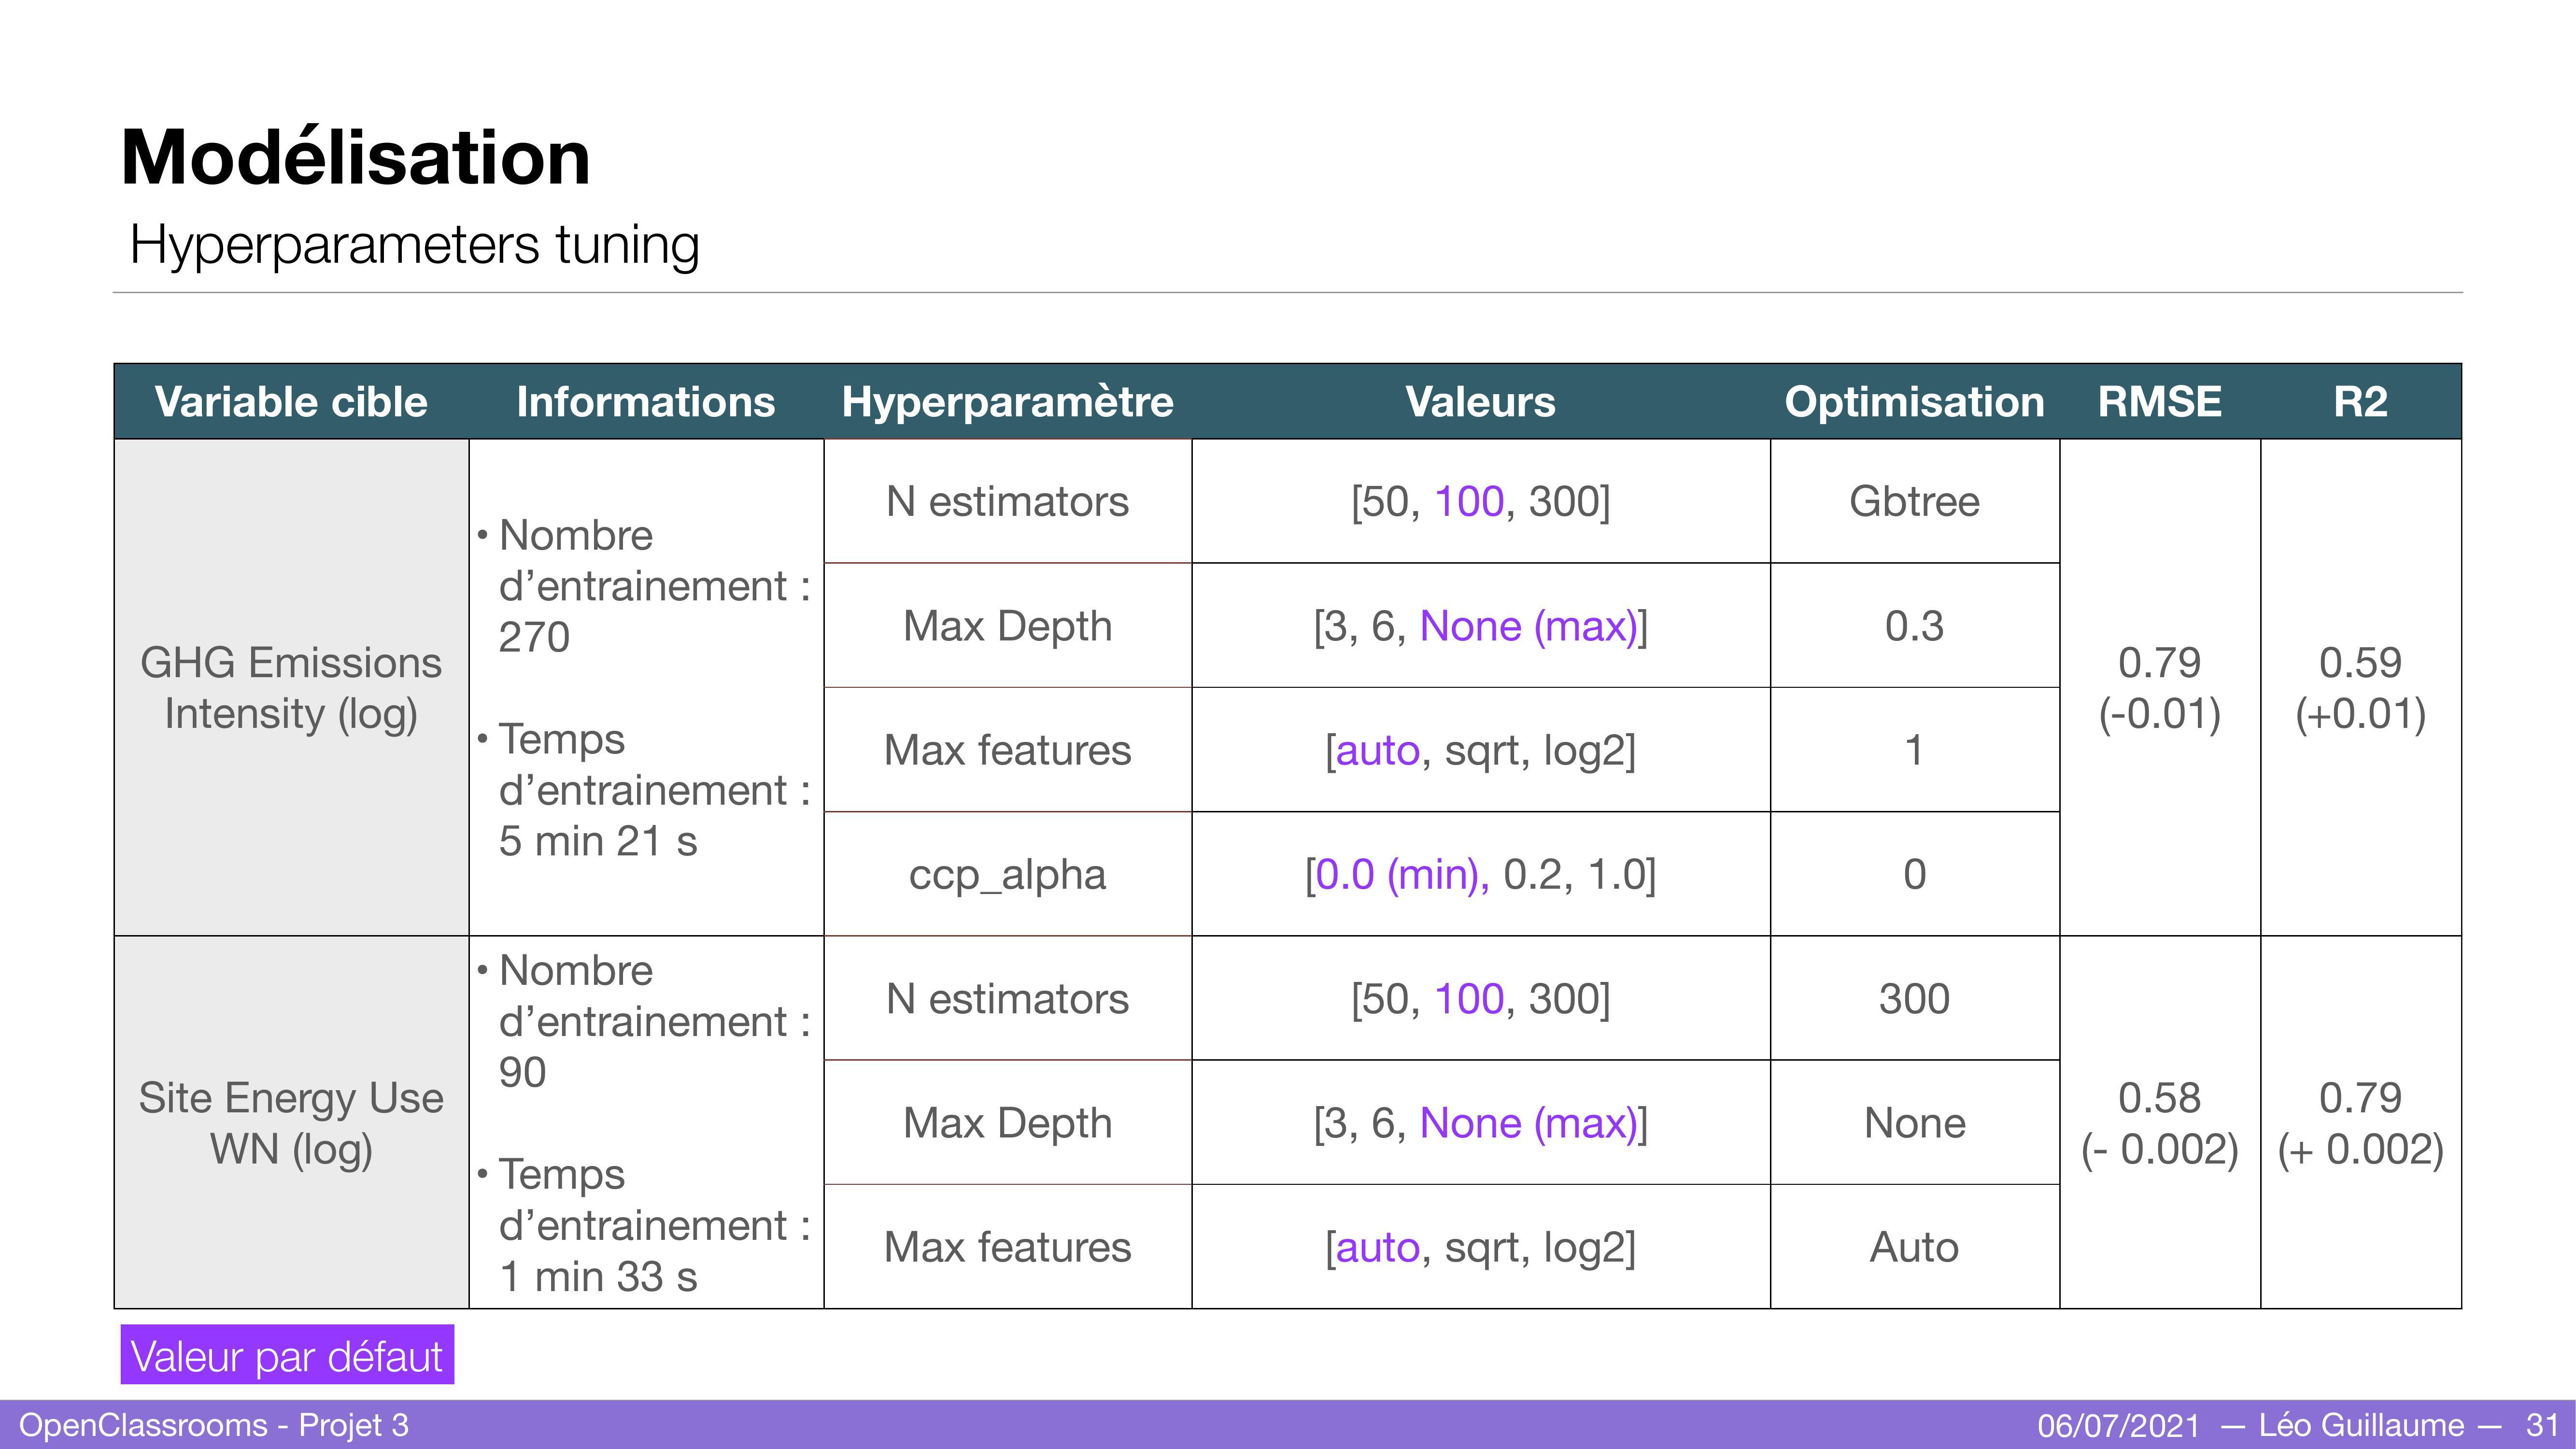 Modélisation
Hyperparameters tuning
Variable cible Informations Hyperparamètre Valeurs Optimisation RMSE R2
GHG Emissions
Intensity (log)
• Nombre
d’entrainement :
270
• Temps
d’entrainement :
5 min 21 s
N estimators [50, 100, 300] Gbtree
Max Depth [3, 6, None (max)] 0.3
Max features [auto, sqrt, log2] 1
ccp_alpha [0.0 (min), 0.2, 1.0] 0
0.79
(-0.01)
0.59
(+0.01)
Site Energy Use
WN (log)
• Nombre
d’entrainement :
90
• Temps
d’entrainement :
1 min 33 s
N estimators [50, 100, 300] 300
Max Depth [3, 6, None (max)] None
Max features [auto, sqrt, log2] Auto
0.58
(- 0.002)
0.79
(+ 0.002)
Valeur par défaut
OpenClassrooms - Projet 3 06/07/2021 — Léo Guillaume — 31